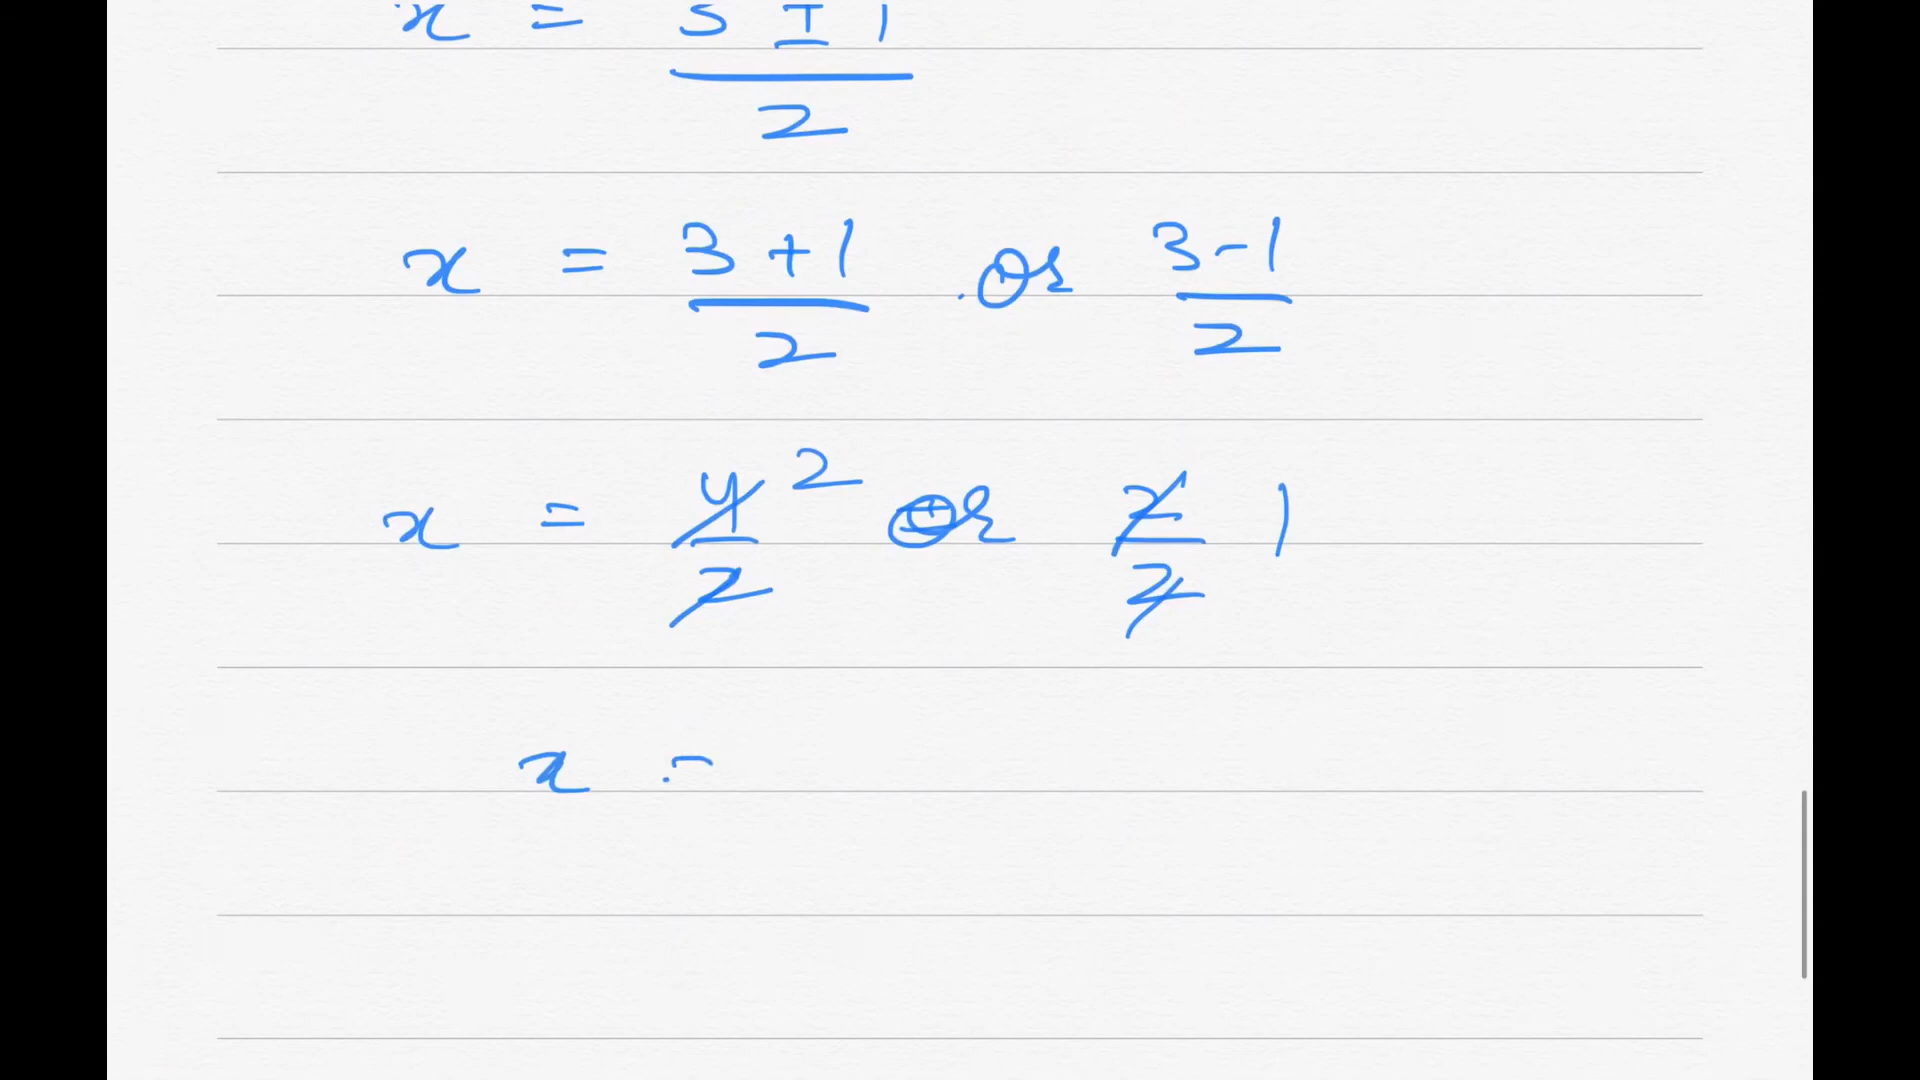 x = 3 ± 1 / 2
x = 3 + 1 / 2 or 3 - 1 / 2
x = 4/2 2 or 2/2 1
x =